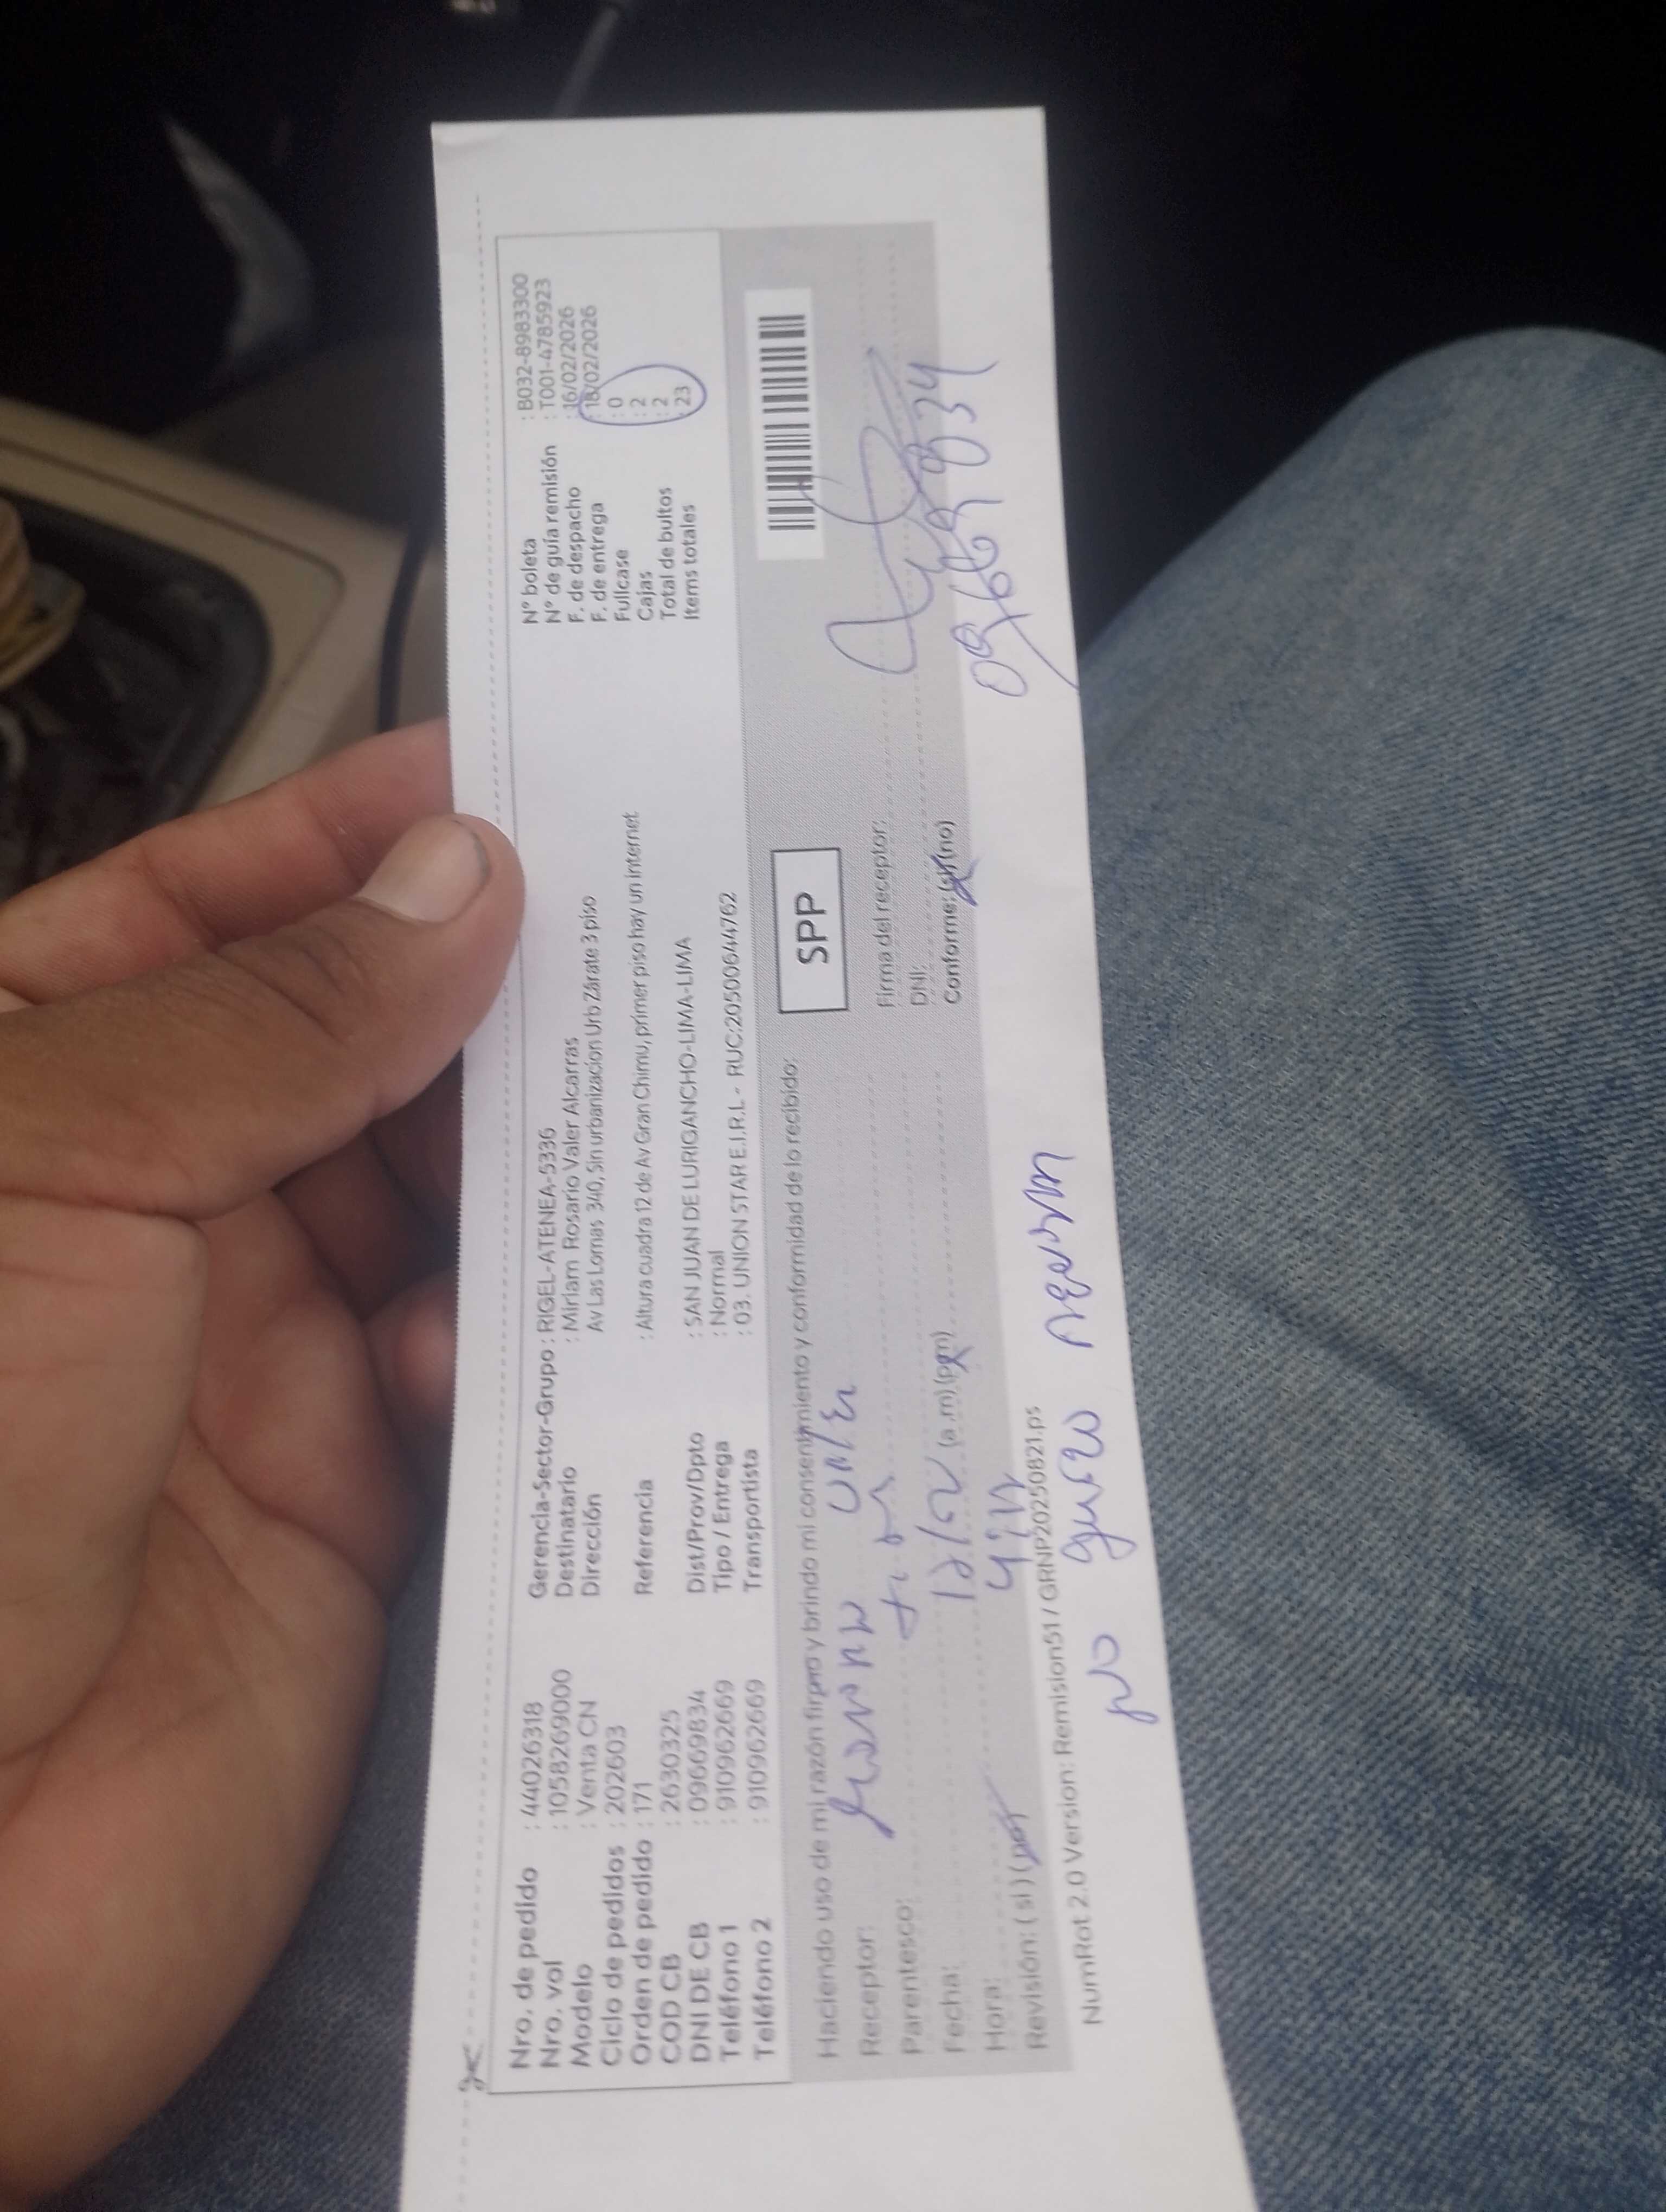 Nro. de pedido : 44026318
Nro. vol : 1058269000
Modelo : Venta CN
Ciclo de pedidos : 202603
Orden de pedido : 171
COD CB : 2630325
DNI DE CB : 09669834
Teléfono 1 : 910962669
Teléfono 2 : 910962669
Gerencia-Sector-Grupo : RIGEL-ATENEA-5336
Destinatario : Miriam Rosario Valer Alcarras
Dirección Av Las Lomas 340, Sin urbanizacion Urb Zárate 3 piso
Referencia : Altura cuadra 12 de Av Gran Chimu, primer piso hay un internet
Dist/Prov/Dpto : SAN JUAN DE LURIGANCHO-LIMA-LIMA
Tipo / Entrega : Normal
Transportista : 03. UNION STAR E.I.R.L - RUC:20500644762
N° boleta : B032-8983300
N° de guía remisión : T001-4785923
F. de despacho : 16/02/2026
F. de entrega : 18/02/2026
Fullcase : 0
Cajas : 2
Total de bultos : 2
Items totales : 23
Haciendo uso de mi razón firmo y brindo mi consentimiento y conformidad de lo recibido:
SPP
Receptor:
Parentesco:
Fecha: (a.m) (pm)
Hora:
Revisión: ( si ) (no)
Firma del receptor:
DNI: 09669834
Conforme: (si) (no)
NumRot 2.0 Version: Remision51 / GRNP20250821.ps
no